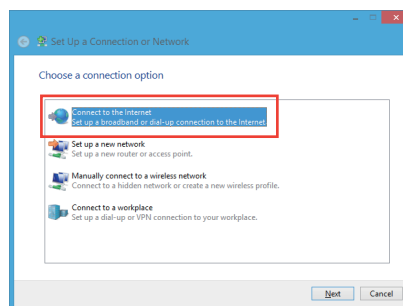 Set Up a Connection or Network
Choose a connection option
Connect to the Internet
Set up a broadband or dial-up connection to the Internet.
Set up a new network
Set up a new router or access point.
Manually connect to a wireless network
Connect to a hidden network or create a new wireless profile.
Connect to a workplace
Set up a dial-up or VPN connection to your workplace.
Next Cancel